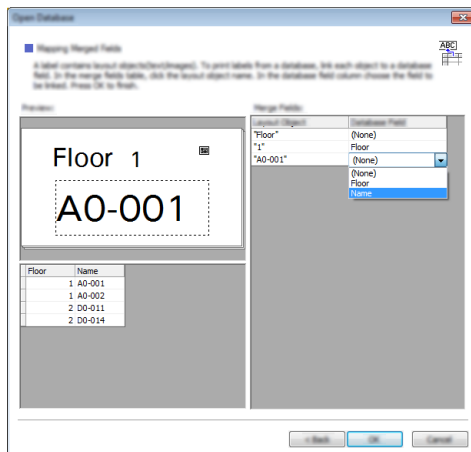 Open Database
Mapping Merged Fields
ABC
A label contains layout objects(text/images). To print labels from a database, link each object to a database
field. In the merge fields table, click the layout object name. In the database field column choose the field to
be linked. Press OK to finish.
Preview:
Merge Fields:
Floor 1
A0-001
Layout Object Database Field
"Floor" (None)
"1" Floor
"A0-001" (None)
(None)
Floor
Name
Floor Name
1 A0-001
1 A0-002
2 D0-011
2 D0-014
< Back OK Cancel